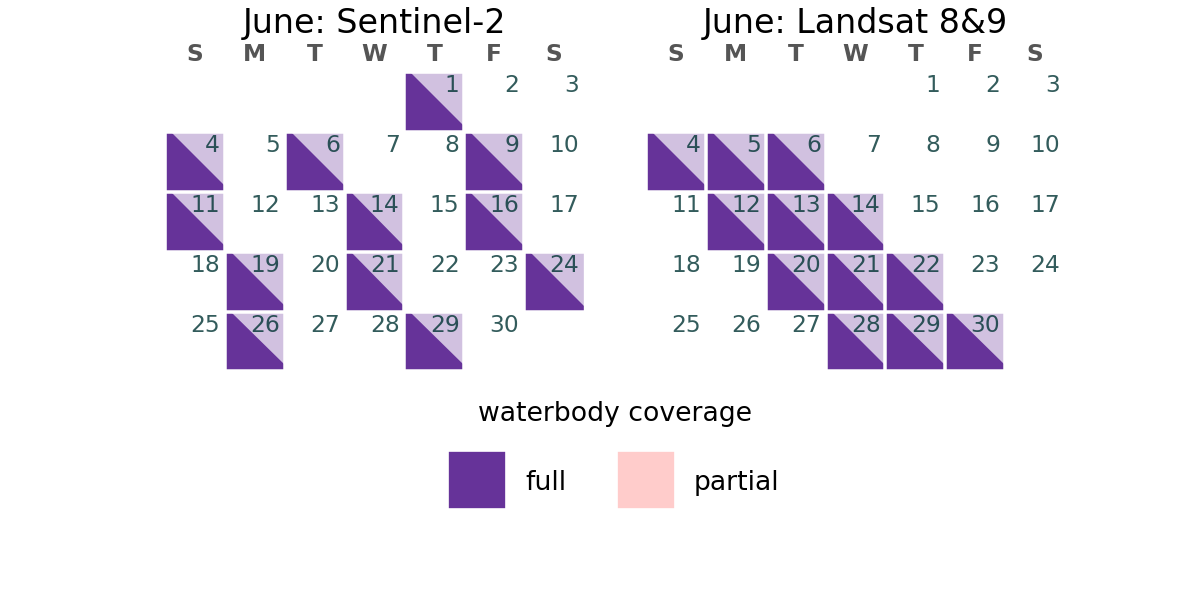 June: Sentinel-2
S M T W T F S
1 2 3
4 5 6 7 8 9 10
11 12 13 14 15 16 17
18 19 20 21 22 23 24
25 26 27 28 29 30
June: Landsat 8&9
S M T W T F S
1 2 3
4 5 6 7 8 9 10
11 12 13 14 15 16 17
18 19 20 21 22 23 24
25 26 27 28 29 30
waterbody coverage
full partial